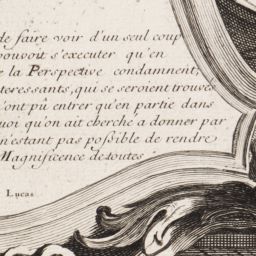 de faire voir d'un seul coup
pouvoit s'executer qu'en
e la Perspective condamnent,
teressants, qui se seroient trouvés
n'ont pû entrer qu'en partie dans
uoi qu'on ait cherché a donner par
n'estant pas possible de rendre
Magnificence de toutes
Lucas